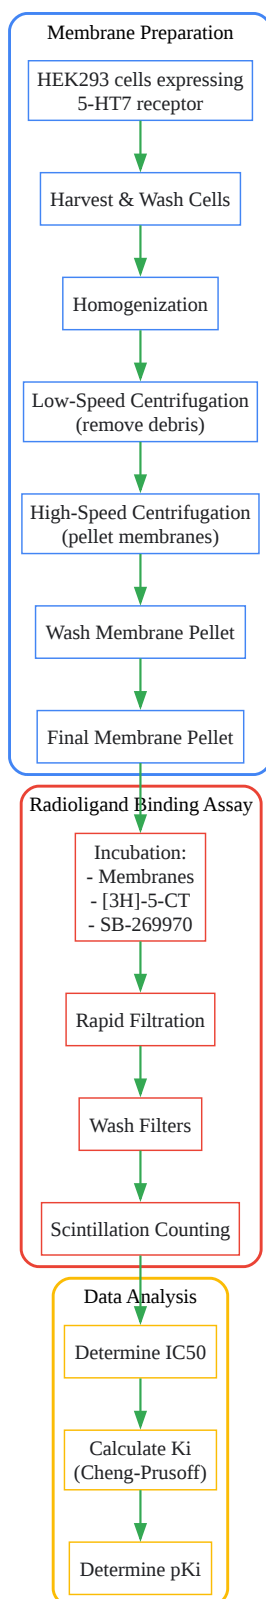 Membrane Preparation
HEK293 cells expressing
5-HT7 receptor
Harvest & Wash Cells
Homogenization
Low-Speed Centrifugation
(remove debris)
High-Speed Centrifugation
(pellet membranes)
Wash Membrane Pellet
Final Membrane Pellet
Radioligand Binding Assay
Incubation:
- Membranes
- [3H]-5-CT
- SB-269970
Rapid Filtration
Wash Filters
Scintillation Counting
Data Analysis
Determine IC50
Calculate Ki
(Cheng-Prusoff)
Determine pKi